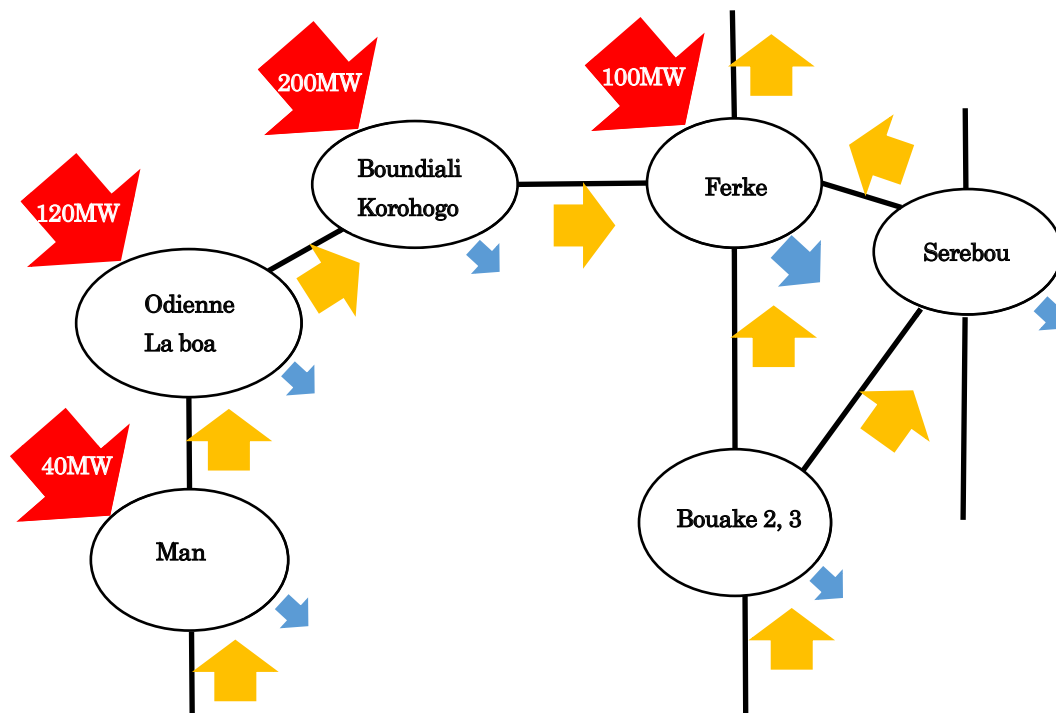 200MW
100MW
Boundiali
Korohogo
Ferke
120MW
Serebou
Odienne
La boa
40MW
Bouake 2, 3
Man